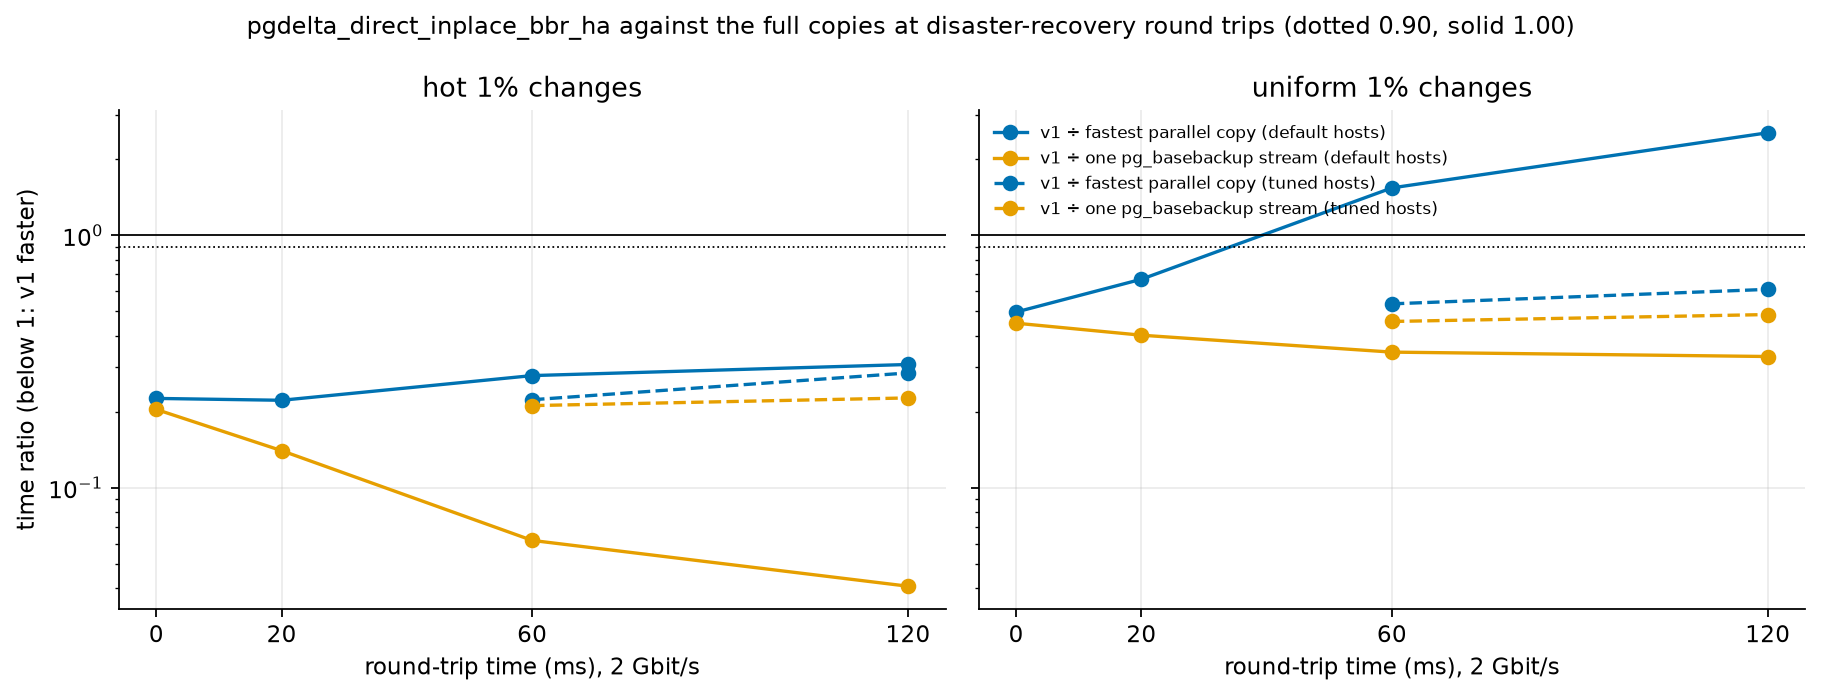 pgdelta_direct_inplace_bbr_ha against the full copies at disaster-recovery round trips (dotted 0.90, solid 1.00)
hot 1% changes
time ratio (below 1: v1 faster)
10⁰
10⁻¹
0 20 60 120
round-trip time (ms), 2 Gbit/s
uniform 1% changes
v1 ÷ fastest parallel copy (default hosts)
v1 ÷ one pg_basebackup stream (default hosts)
v1 ÷ fastest parallel copy (tuned hosts)
v1 ÷ one pg_basebackup stream (tuned hosts)
0 20 60 120
round-trip time (ms), 2 Gbit/s